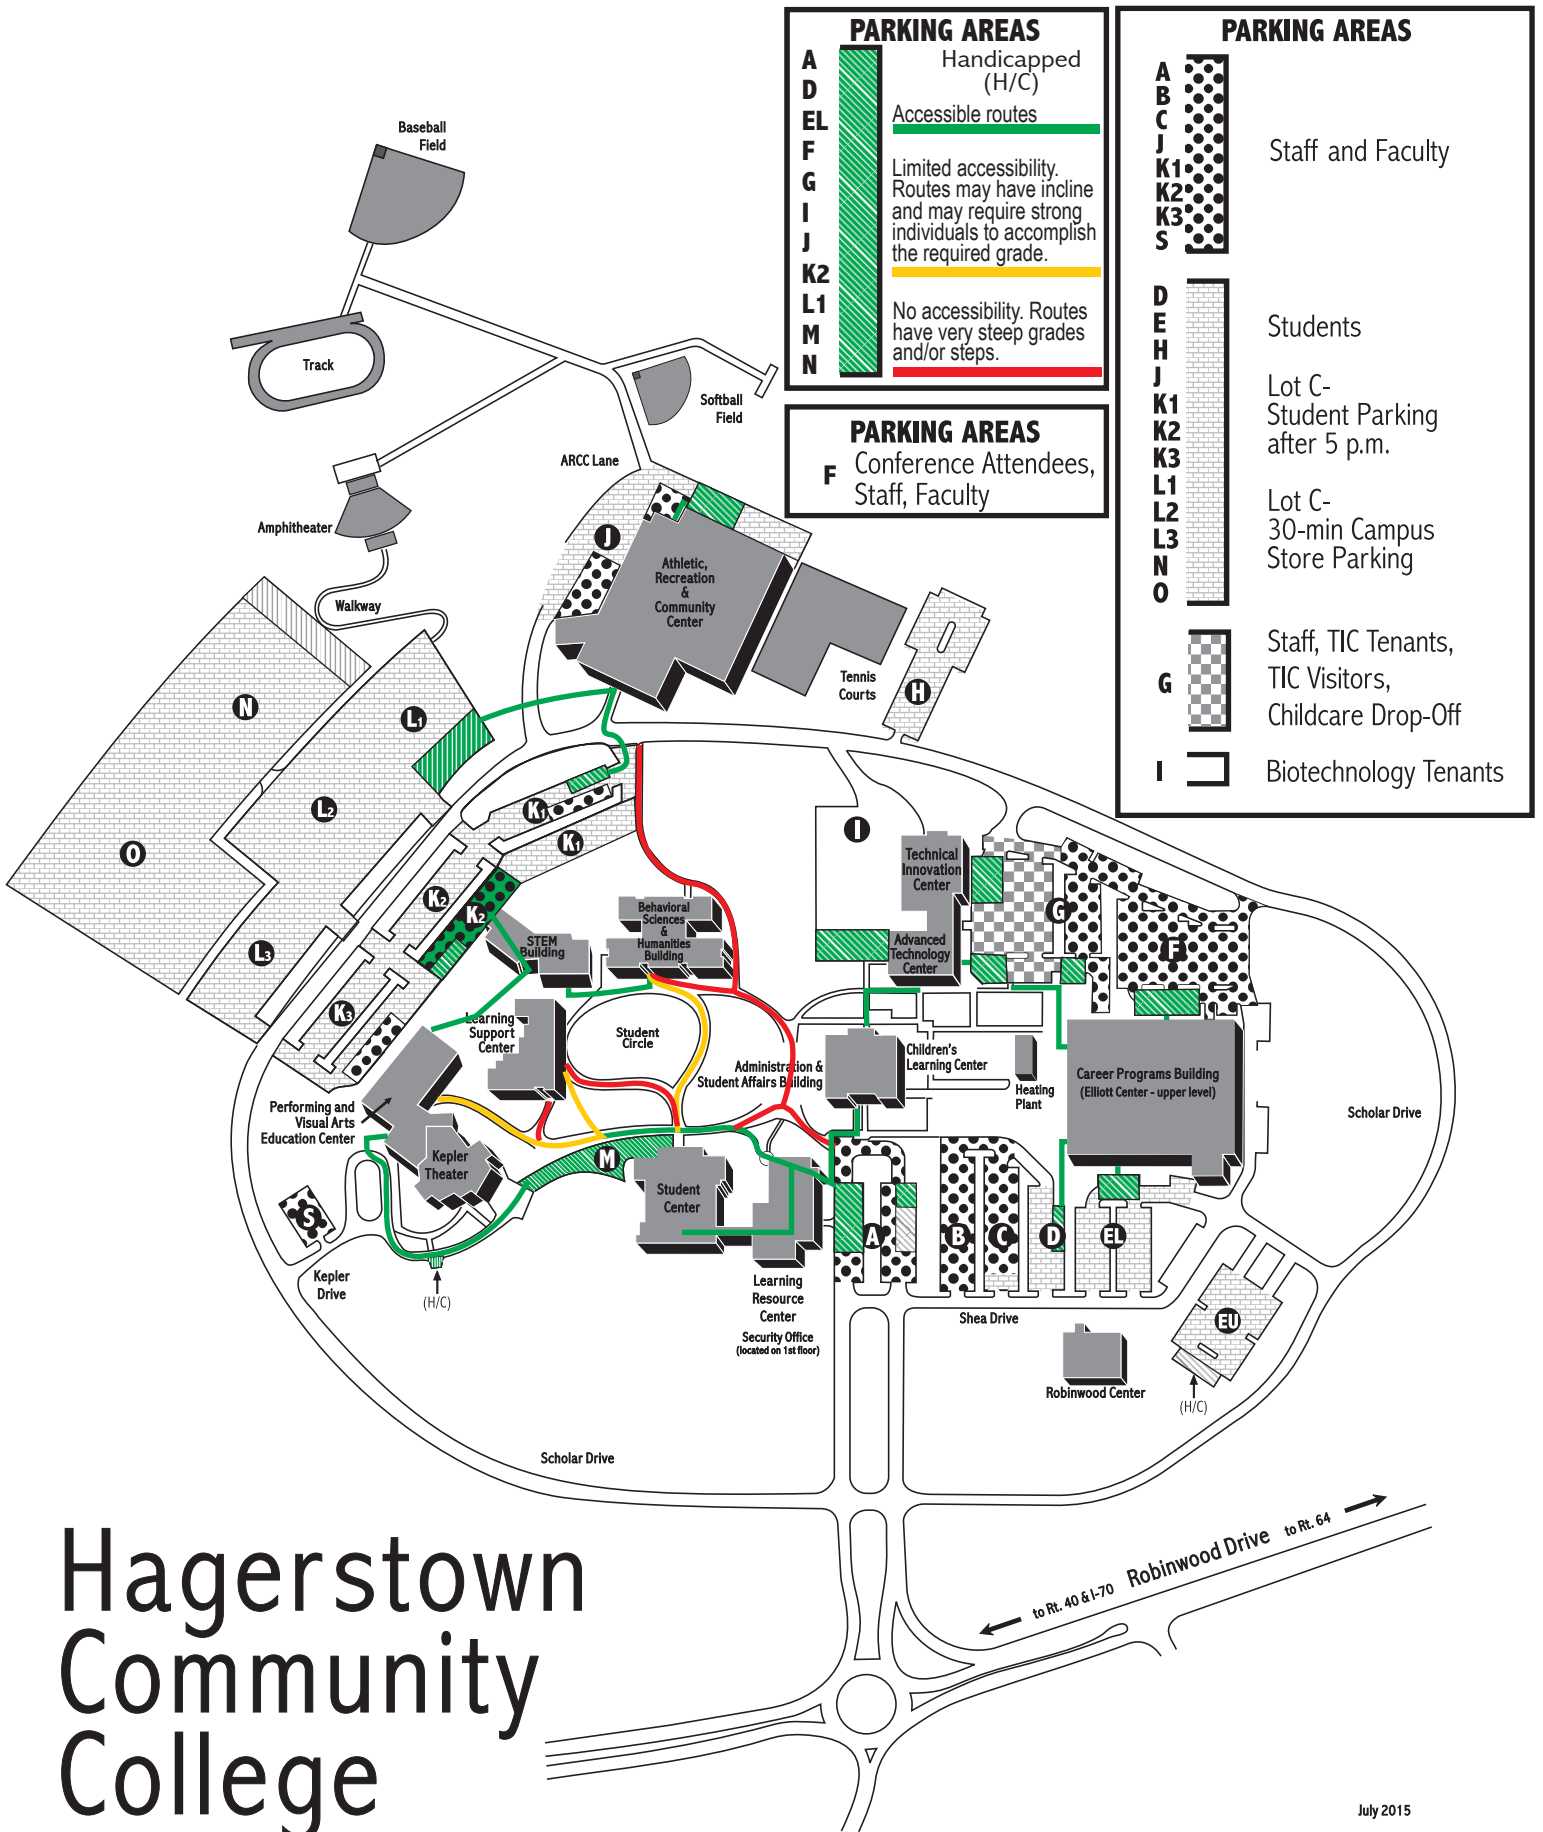 PARKING AREAS
A
D
EL
F
G
I
J
K2
L1
M
N
Handicapped
(H/C)
Accessible routes
Limited accessibility.
Routes may have incline
and may require strong
individuals to accomplish
the required grade.
No accessibility. Routes
have very steep grades
and/or steps.
PARKING AREAS
F
Conference Attendees,
Staff, Faculty
PARKING AREAS
A
B
C
J
K1
K2
K3
S
Staff and Faculty
D
E
H
J
K1
K2
K3
L1
L2
L3
N
O
Students
Lot C-
Student Parking
after 5 p.m.
Lot C-
30-min Campus
Store Parking
G
Staff, TIC Tenants,
TIC Visitors,
Childcare Drop-Off
I
Biotechnology Tenants
Baseball
Field
Track
Softball
Field
ARCC Lane
Amphitheater
Walkway
J
Athletic,
Recreation
&
Community
Center
Tennis
Courts
H
N
L1
L2
O
L3
K1
K1
K2
K2
K3
I
Technical
Innovation
Center
Advanced
Technology
Center
G
F
Behavioral
Sciences
&
Humanities
Building
STEM
Building
Learning
Support
Center
Student
Circle
Administration &
Student Affairs Building
Children's
Learning Center
Heating
Plant
Career Programs Building
(Elliott Center - upper level)
Scholar Drive
Performing and
Visual Arts
Education Center
Kepler
Theater
M
Student
Center
S
A
B
C
D
EL
EU
Kepler
Drive
(H/C)
Learning
Resource
Center
Security Office
(located on 1st floor)
Shea Drive
Robinwood Center
(H/C)
Scholar Drive
to Rt. 40 & I-70 Robinwood Drive to Rt. 64
Hagerstown
Community
College
July 2015